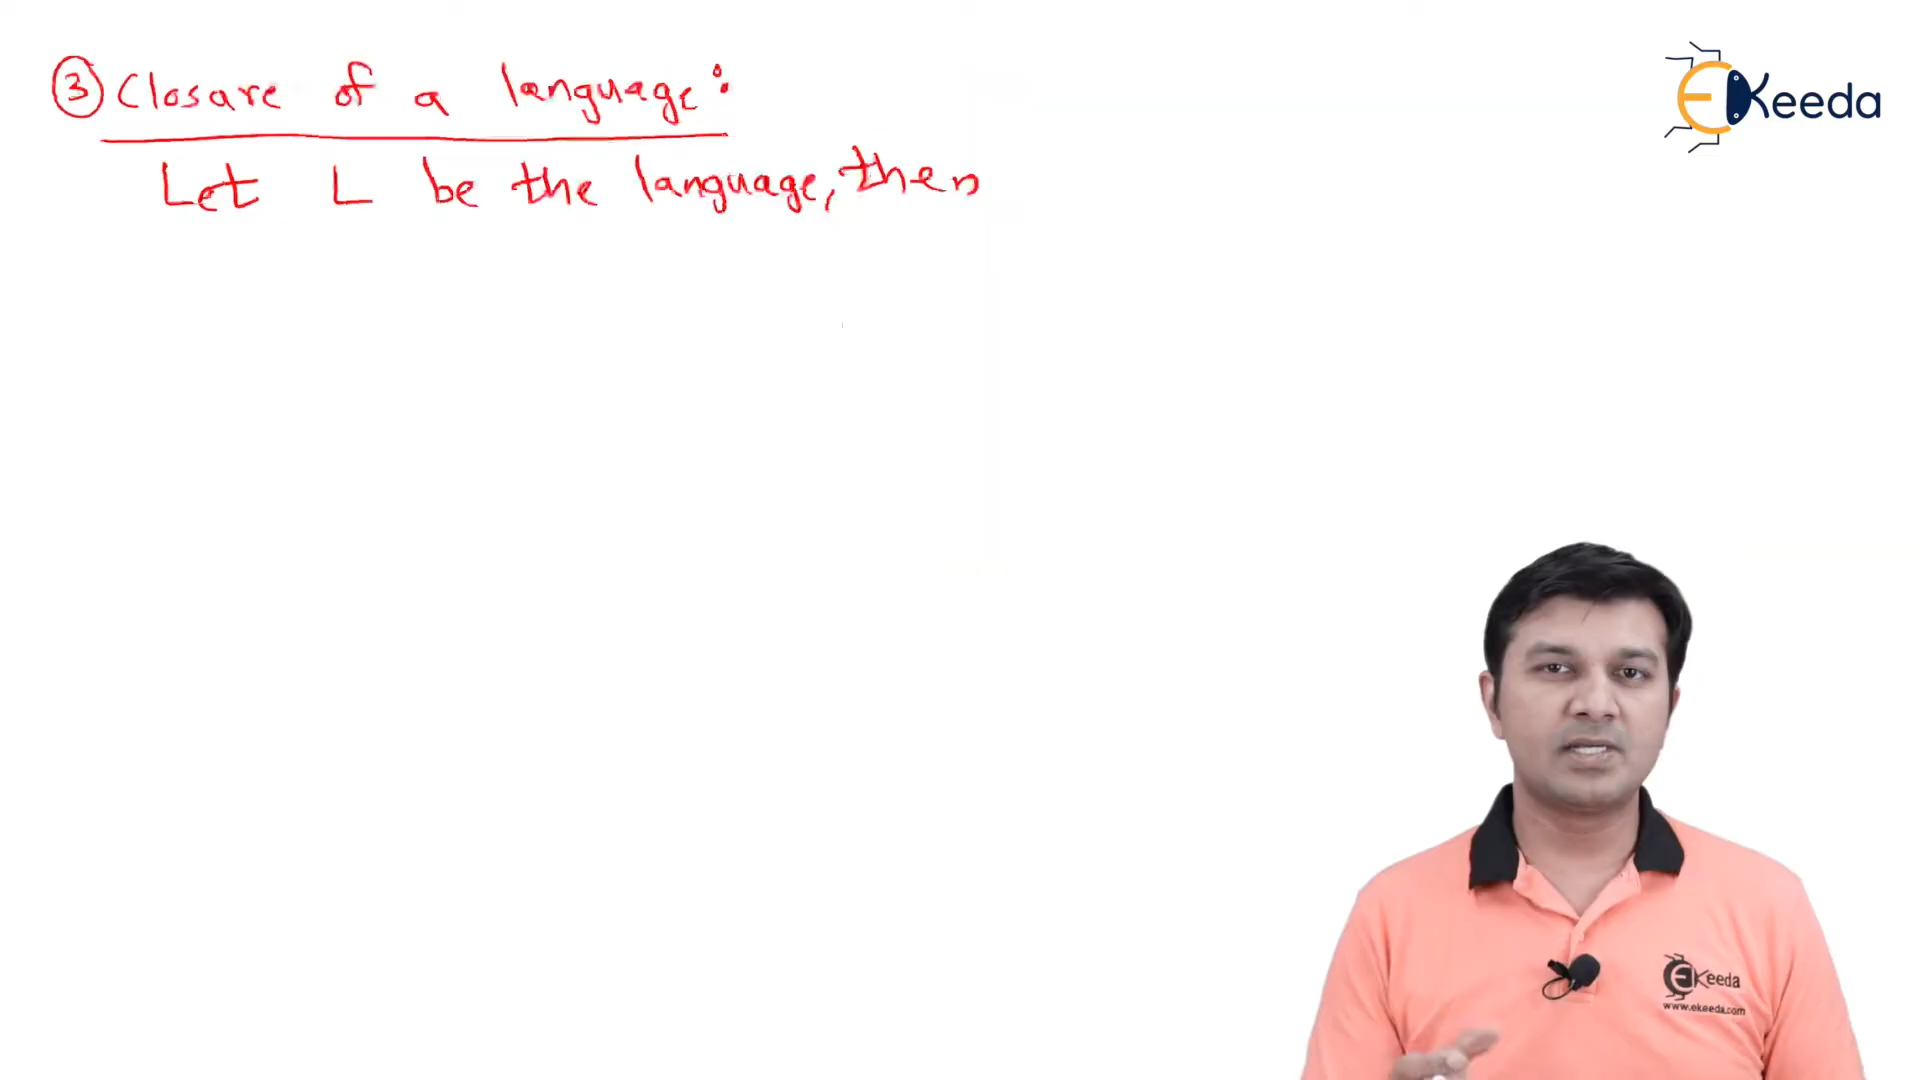 ③ Closure of a language:
Let L be the language, then
EKeeda
EKeeda
www.ekeeda.com